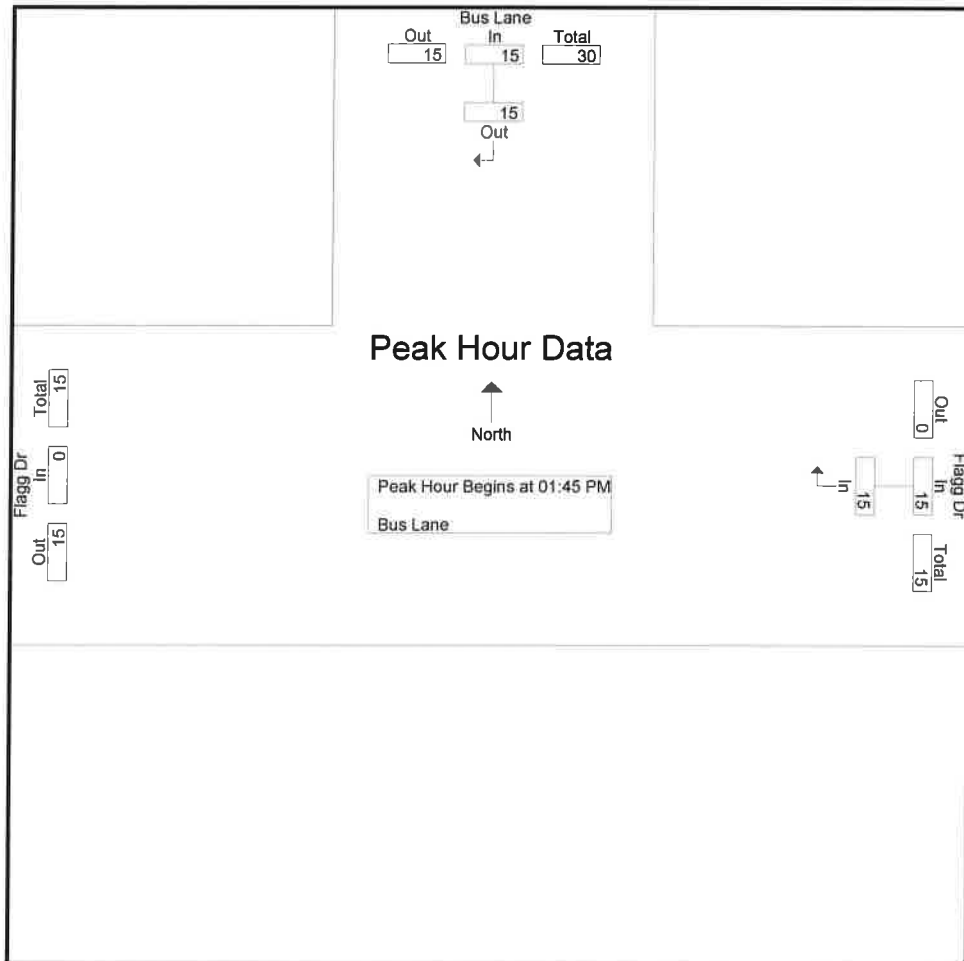 Bus Lane
Out In Total
15 15 30
15
Out
Peak Hour Data
North
Peak Hour Begins at 01:45 PM
Bus Lane
Flagg Dr
Out In Total
15 0 15
Flagg Dr
Out In Total
0 15 15
15
In